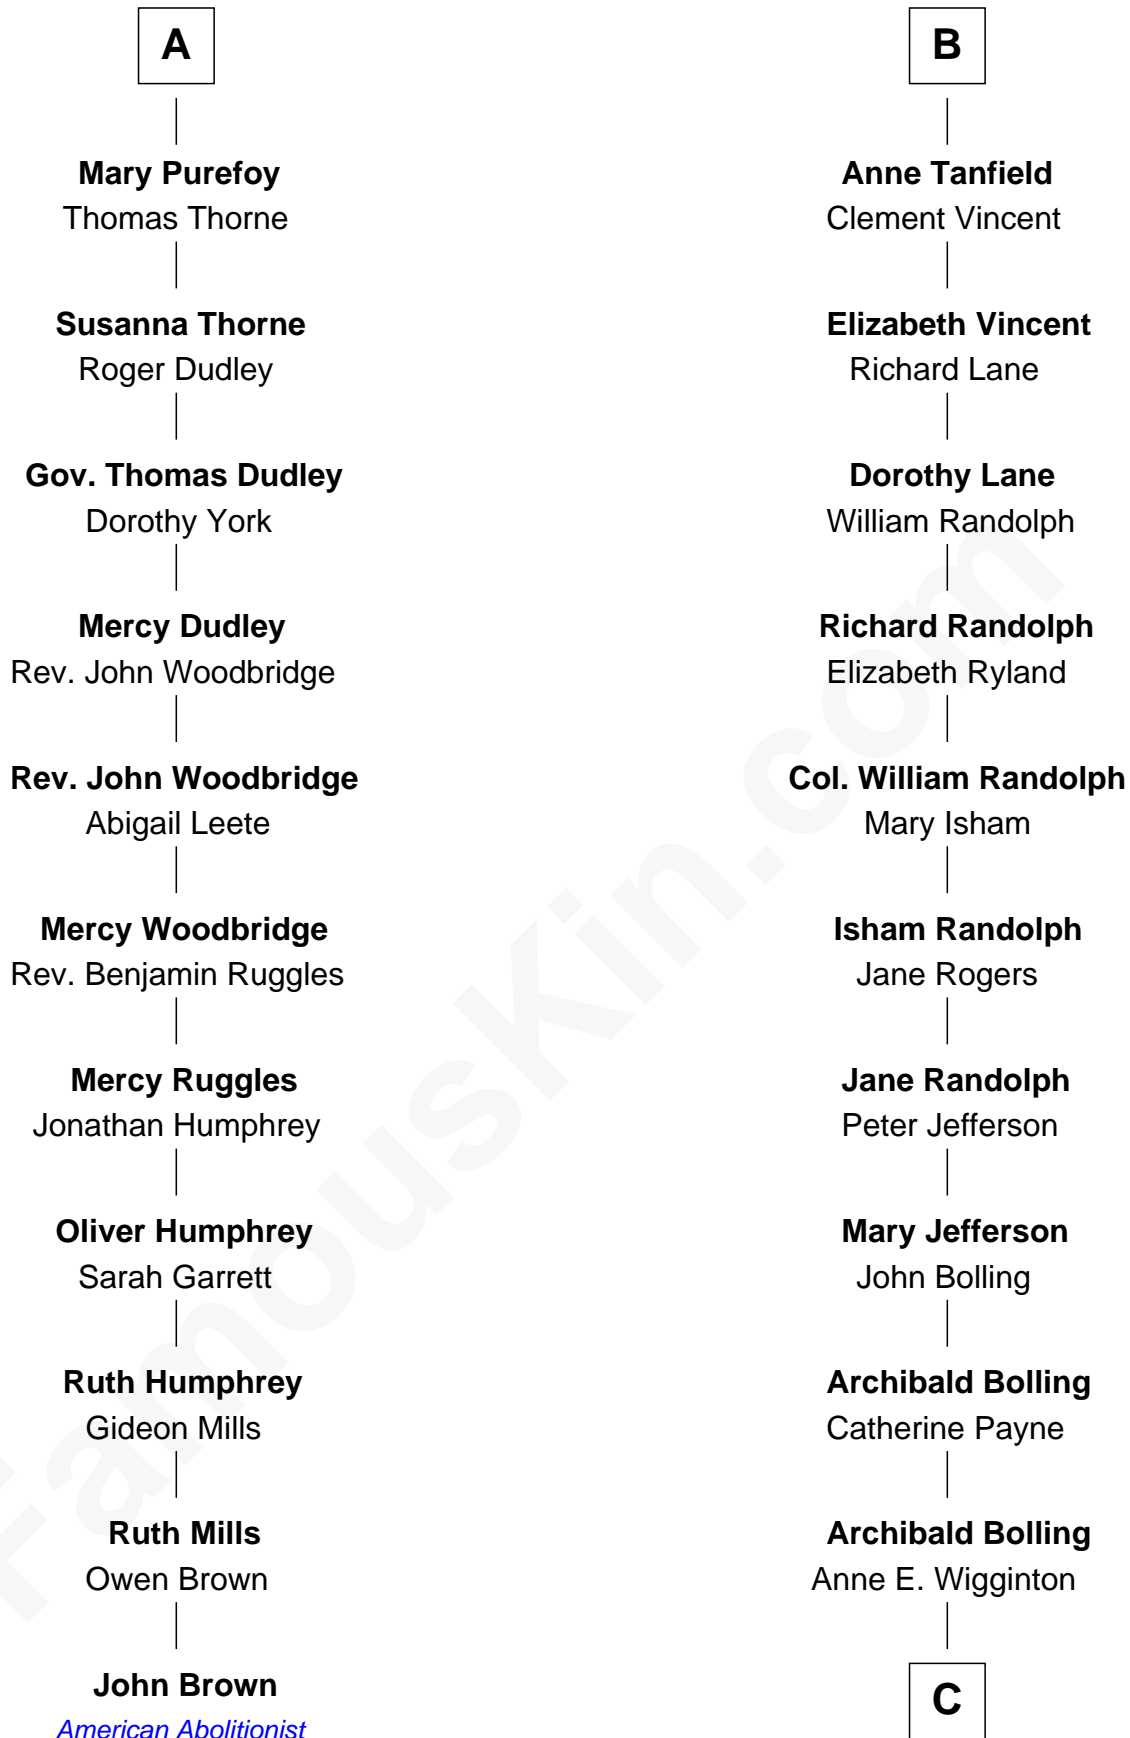 A
Mary Purefoy
Thomas Thorne
Susanna Thorne
Roger Dudley
Gov. Thomas Dudley
Dorothy York
Mercy Dudley
Rev. John Woodbridge
Rev. John Woodbridge
Abigail Leete
Mercy Woodbridge
Rev. Benjamin Ruggles
Mercy Ruggles
Jonathan Humphrey
Oliver Humphrey
Sarah Garrett
Ruth Humphrey
Gideon Mills
Ruth Mills
Owen Brown
John Brown
American Abolitionist
B
Anne Tanfield
Clement Vincent
Elizabeth Vincent
Richard Lane
Dorothy Lane
William Randolph
Richard Randolph
Elizabeth Ryland
Col. William Randolph
Mary Isham
Isham Randolph
Jane Rogers
Jane Randolph
Peter Jefferson
Mary Jefferson
John Bolling
Archibald Bolling
Catherine Payne
Archibald Bolling
Anne E. Wigginton
C
FamousKin.com